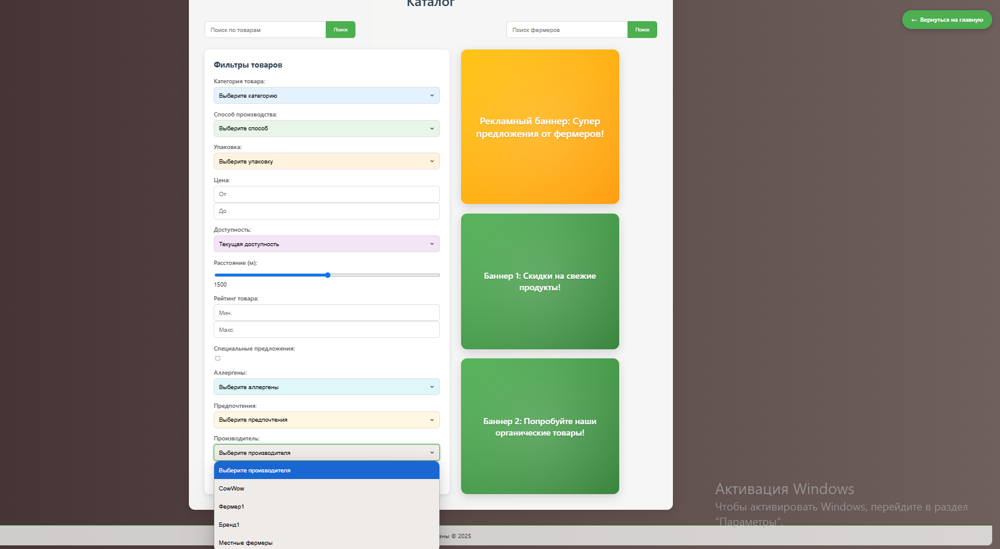 Каталог
← Вернуться на главную
Поиск по товарам
Поиск
Поиск фермеров
Поиск
Фильтры товаров
Категория товара:
Выберите категорию
Способ производства:
Выберите способ
Упаковка:
Выберите упаковку
Цена:
От
До
Доступность:
Текущая доступность
Расстояние (м):
1500
Рейтинг товара:
Мин.
Макс.
Специальные предложения:
Аллергены:
Выберите аллергены
Предпочтения:
Выберите предпочтения
Производитель:
Выберите производителя
Выберите производителя
CowWow
Фермер1
Бренд1
Местные фермеры
Рекламный баннер: Супер
предложения от фермеров!
Баннер 1: Скидки на свежие
продукты!
Баннер 2: Попробуйте наши
органические товары!
Активация Windows
Чтобы активировать Windows, перейдите в раздел
"Параметры".
ены © 2025